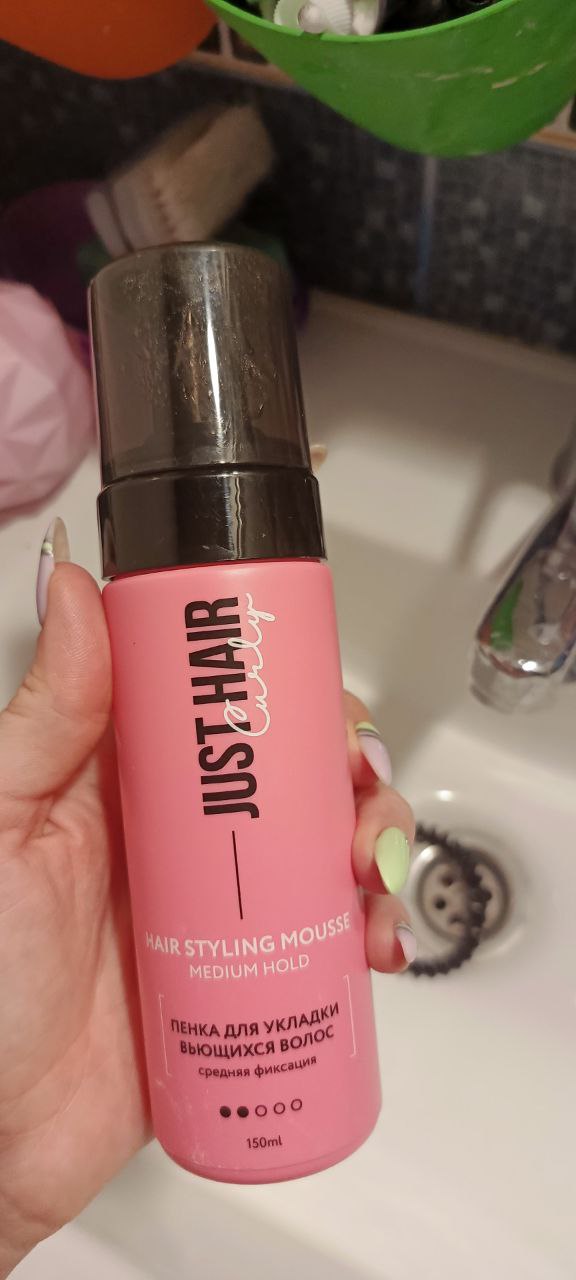 JUST HAIR
Curly
HAIR STYLING MOUSSE
MEDIUM HOLD
ПЕНКА ДЛЯ УКЛАДКИ
ВЬЮЩИХСЯ ВОЛОС
средняя фиксация
150ml